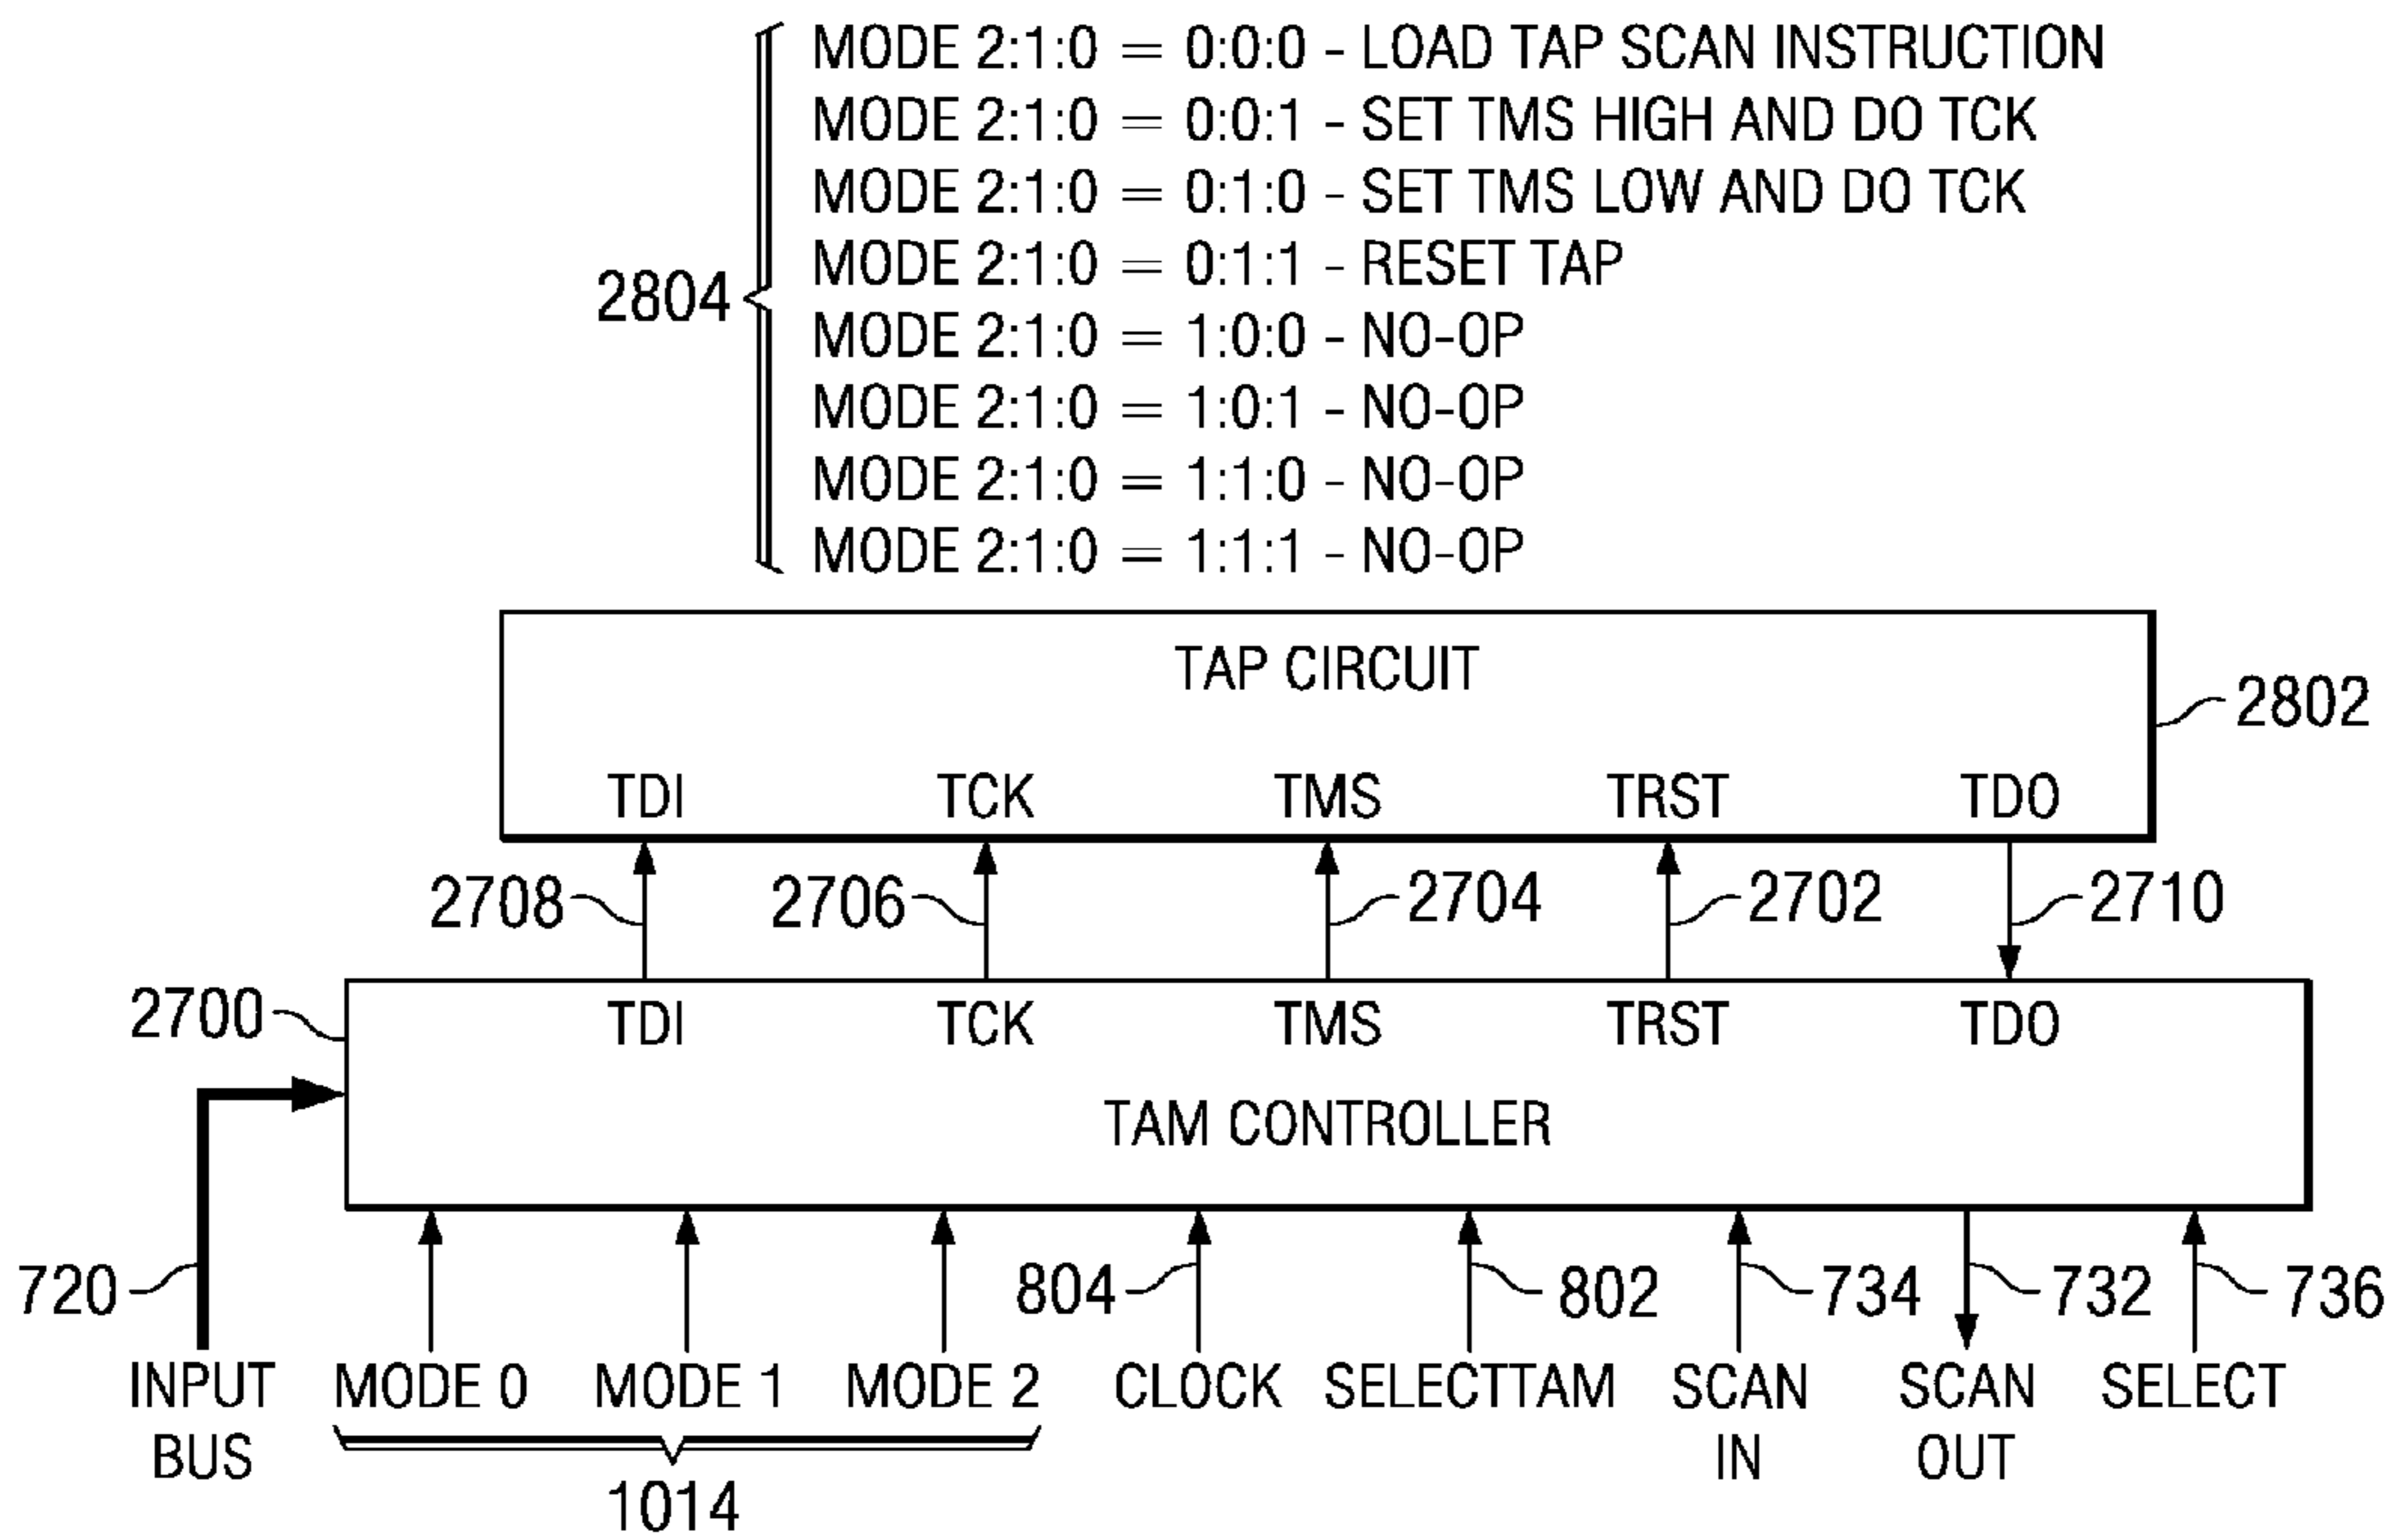 MODE 2:1:0 = 0:0:0 - LOAD TAP SCAN INSTRUCTION
MODE 2:1:0 = 0:0:1 - SET TMS HIGH AND DO TCK
MODE 2:1:0 = 0:1:0 - SET TMS LOW AND DO TCK
MODE 2:1:0 = 0:1:1 - RESET TAP
2804
MODE 2:1:0 = 1:0:0 - NO-OP
MODE 2:1:0 = 1:0:1 - NO-OP
MODE 2:1:0 = 1:1:0 - NO-OP
MODE 2:1:0 = 1:1:1 - NO-OP
TAP CIRCUIT
2802
TDI TCK TMS TRST TDO
2708 2706 2704 2702 2710
2700
TDI TCK TMS TRST TDO
TAM CONTROLLER
720 804 802 734 732 736
INPUT BUS
MODE 0 MODE 1 MODE 2 CLOCK SELECTTAM SCAN IN SCAN OUT SELECT
1014